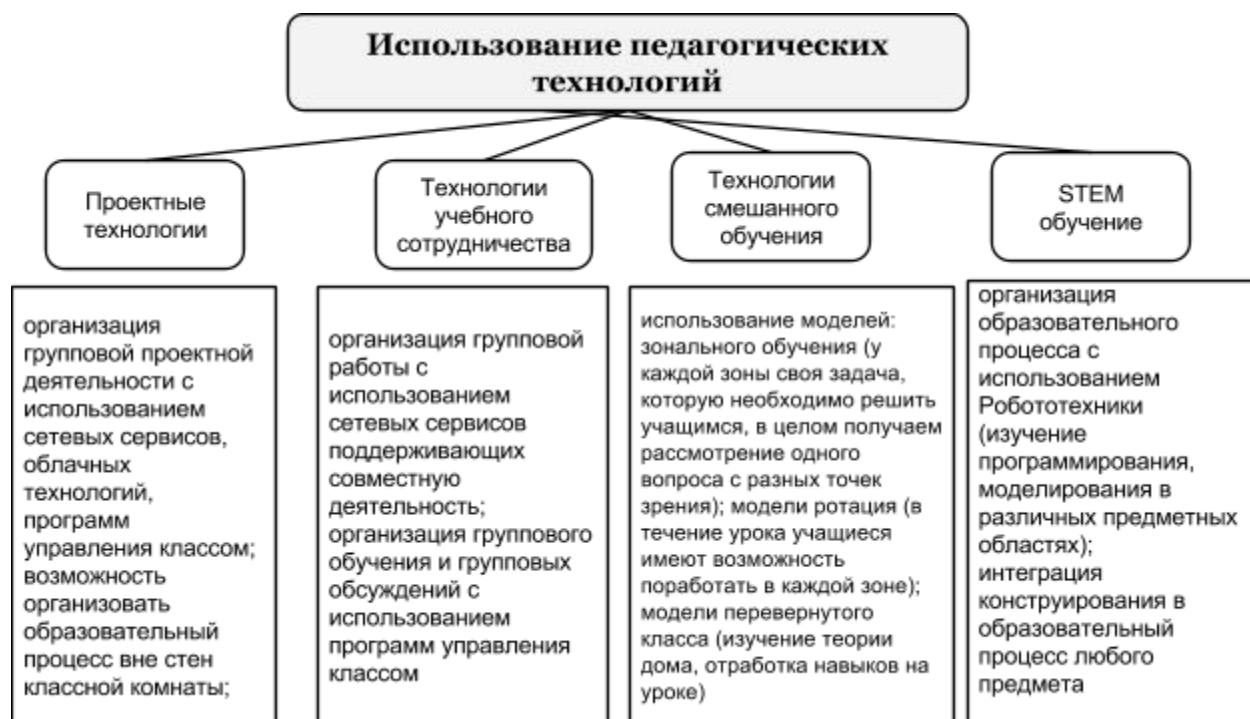 Использование педагогических
технологий
Проектные
технологии
Технологии
учебного
сотрудничества
Технологии
смешанного
обучения
STEM
обучение
организация
групповой проектной
деятельности с
использованием
сетевых сервисов,
облачных
технологий,
программ
управления классом;
возможность
организовать
образовательный
процесс вне стен
классной комнаты;
организация групповой
работы с
использованием
сетевых сервисов
поддерживающих
совместную
деятельность;
организация группового
обучения и групповых
обсуждений с
использованием
программ управления
классом
использование моделей:
зонального обучения (у
каждой зоны своя задача,
которую необходимо решить
учащимся, в целом получаем
рассмотрение одного
вопроса с разных точек
зрения); модели ротация (в
течение урока учащиеся
имеют возможность
поработать в каждой зоне);
модели перевернутого
класса (изучение теории
дома, отработка навыков на
уроке)
организация
образовательного
процесса с
использованием
Робототехники
(изучение
программирования,
моделирования в
различных предметных
областях);
интеграция
конструирования в
образовательный
процесс любого
предмета